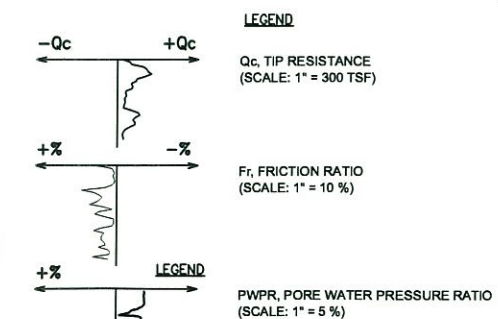 LEGEND
-Qc +Qc
Qc, TIP RESISTANCE
(SCALE: 1" = 300 TSF)
+% -%
Fr, FRICTION RATIO
(SCALE: 1" = 10 %)
+% LEGEND
PWPR, PORE WATER PRESSURE RATIO
(SCALE: 1" = 5 %)